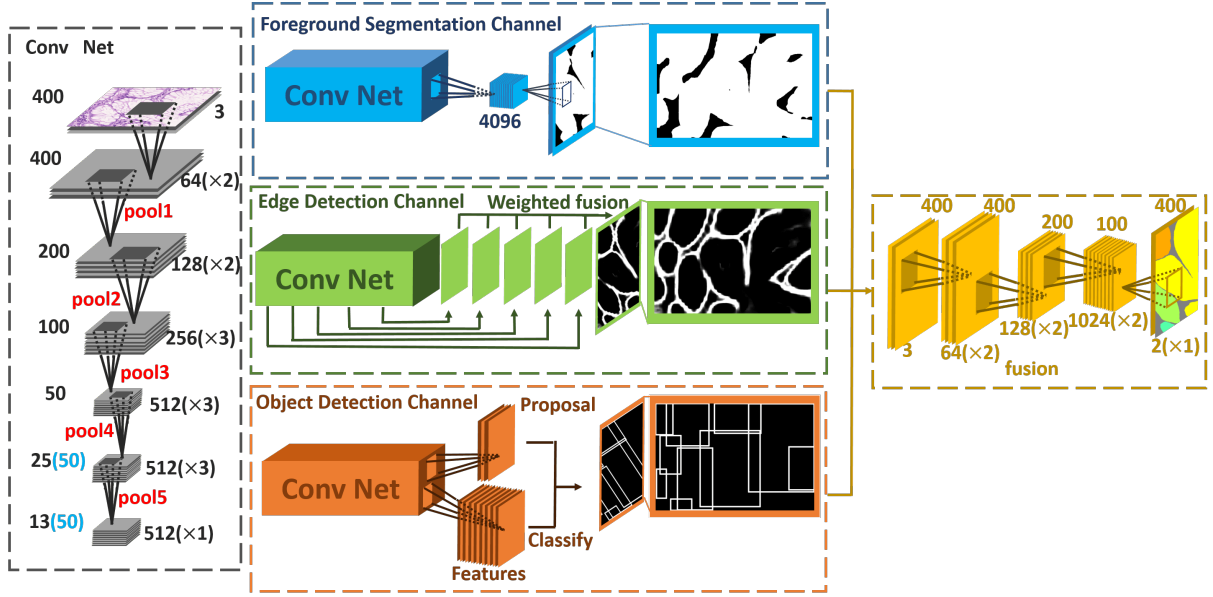 Conv Net
400
3
400
64(×2)
pool1
200
128(×2)
pool2
100
256(×3)
pool3
50
512(×3)
pool4
25(50)
512(×3)
pool5
13(50)
512(×1)
Foreground Segmentation Channel
Conv Net
4096
Edge Detection Channel
Weighted fusion
Conv Net
Object Detection Channel
Proposal
Conv Net
Classify
Features
400
400
200
100
400
3
64(×2)
128(×2)
1024(×2)
2(×1)
fusion